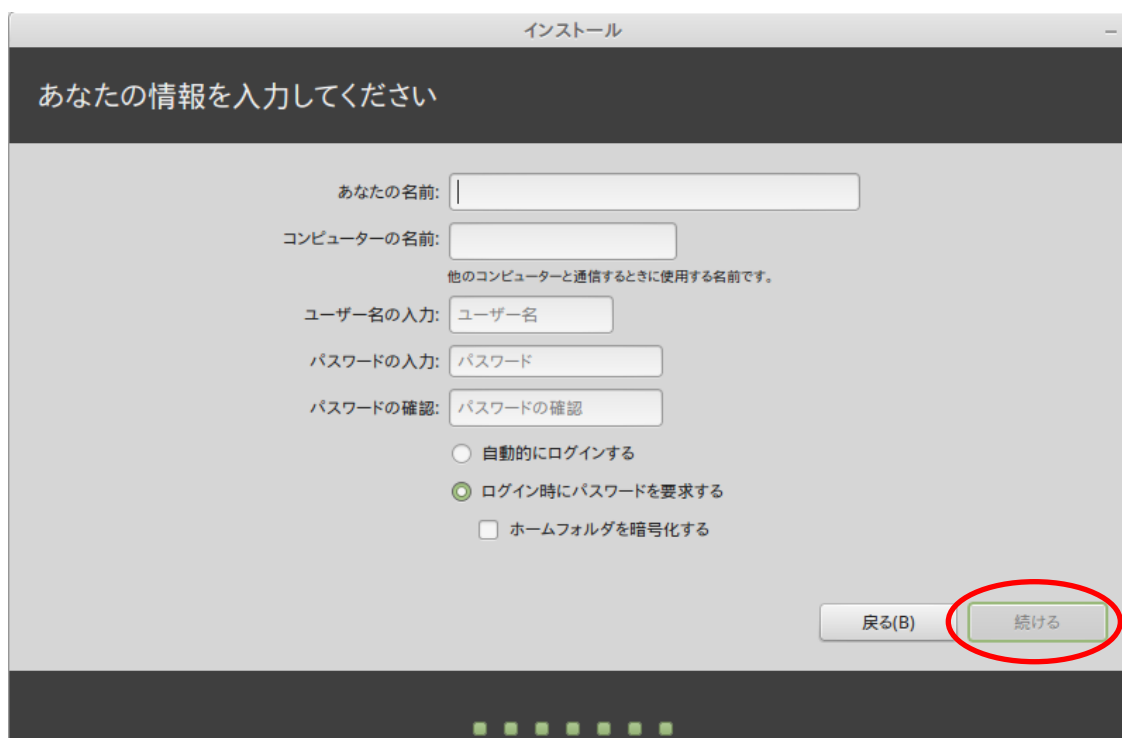 インストール
あなたの情報を入力してください
あなたの名前:
コンピューターの名前:
他のコンピューターと通信するときに使用する名前です。
ユーザー名の入力: ユーザー名
パスワードの入力: パスワード
パスワードの確認: パスワードの確認
自動的にログインする
ログイン時にパスワードを要求する
ホームフォルダを暗号化する
戻る(B) 続ける